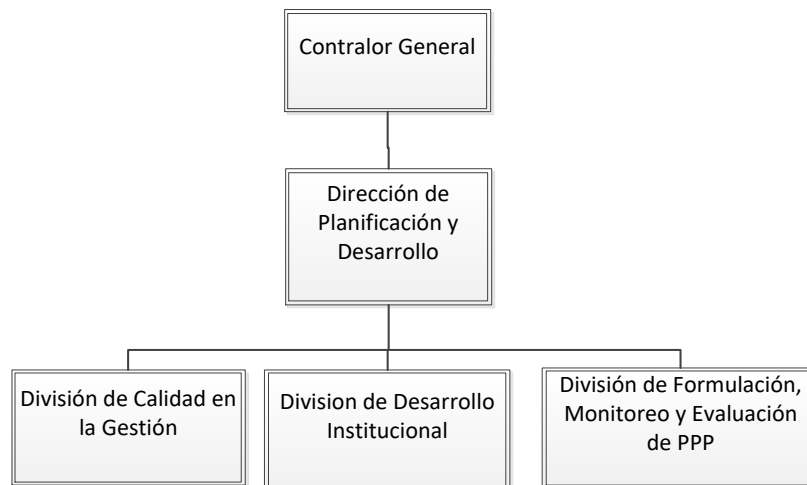 Contralor General
Dirección de
Planificación y
Desarrollo
División de Calidad en
la Gestión
Division de Desarrollo
Institucional
División de Formulación,
Monitoreo y Evaluación
de PPP